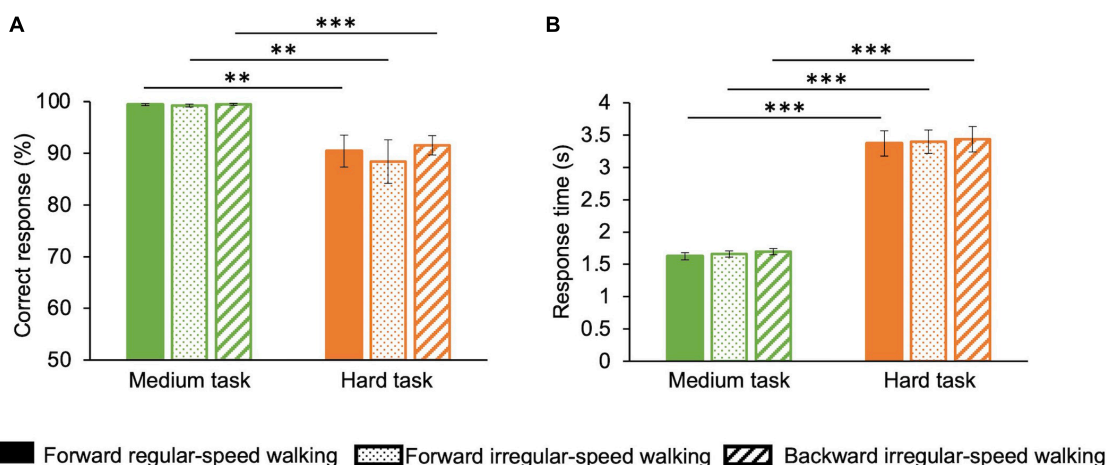 A
***
**
**
Correct response (%)
100
90
80
70
60
50
Medium task
Hard task
B
***
***
***
Response time (s)
4
3.5
3
2.5
2
1.5
1
0.5
0
Medium task
Hard task
Forward regular-speed walking
Forward irregular-speed walking
Backward irregular-speed walking